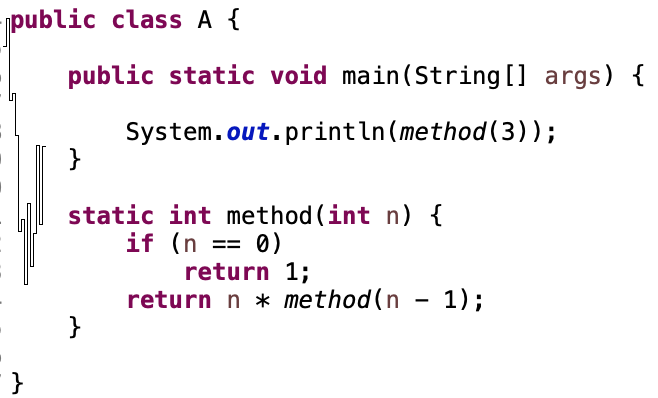 public class A {
public static void main(String[] args) {
System.out.println(method(3));
}
static int method(int n) {
if (n == 0)
return 1;
return n * method(n - 1);
}
}